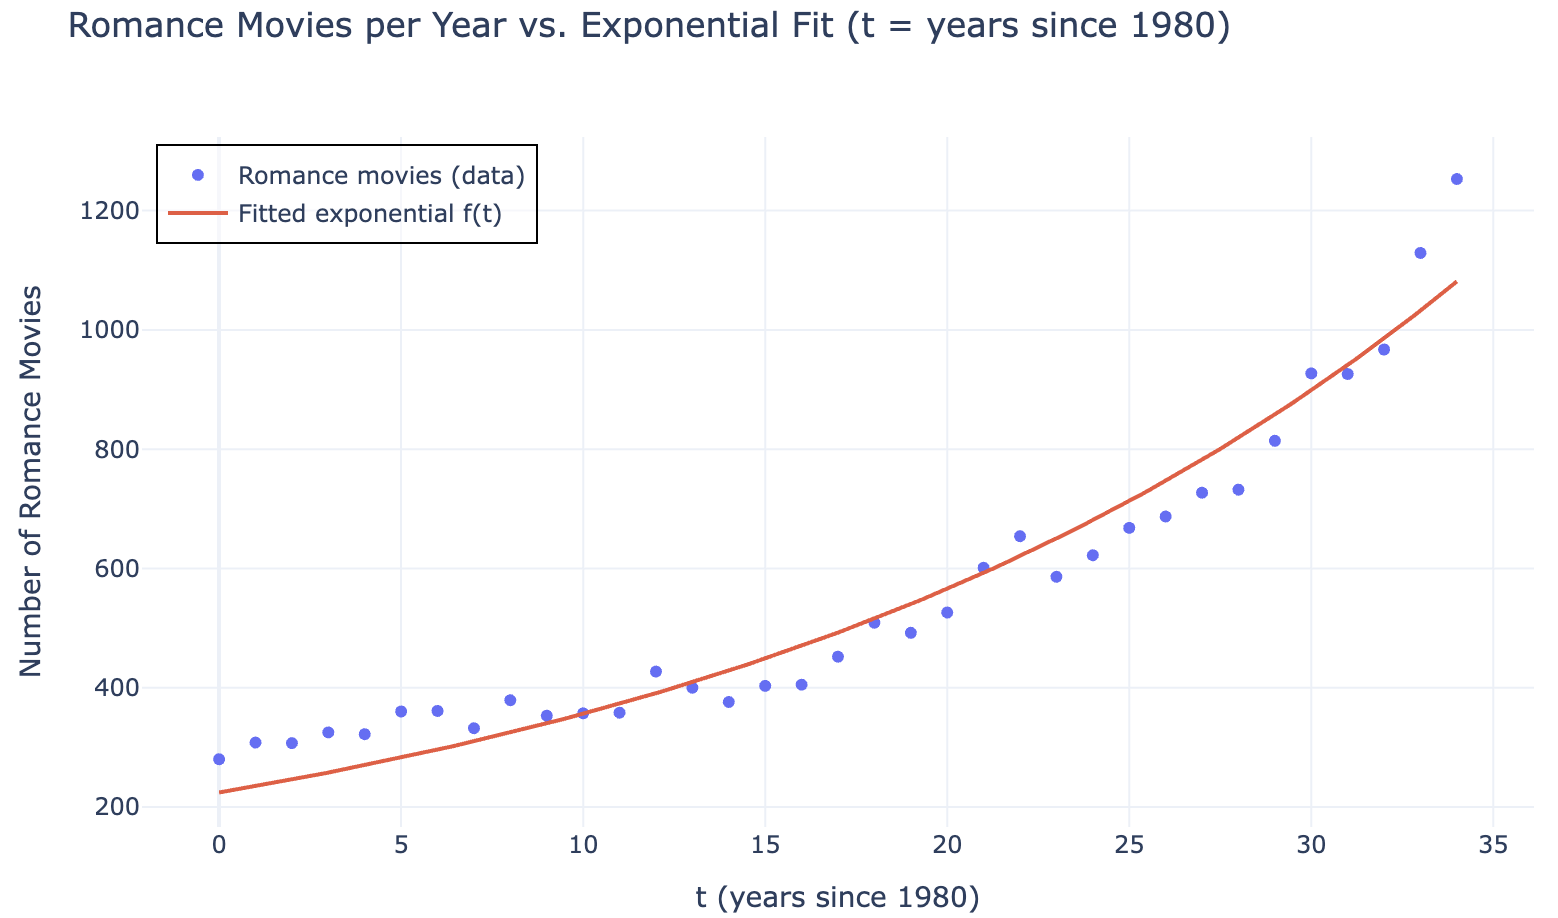 Romance Movies per Year vs. Exponential Fit (t = years since 1980)
Romance movies (data)
Fitted exponential f(t)
Number of Romance Movies
1200
1000
800
600
400
200
0 5 10 15 20 25 30 35
t (years since 1980)